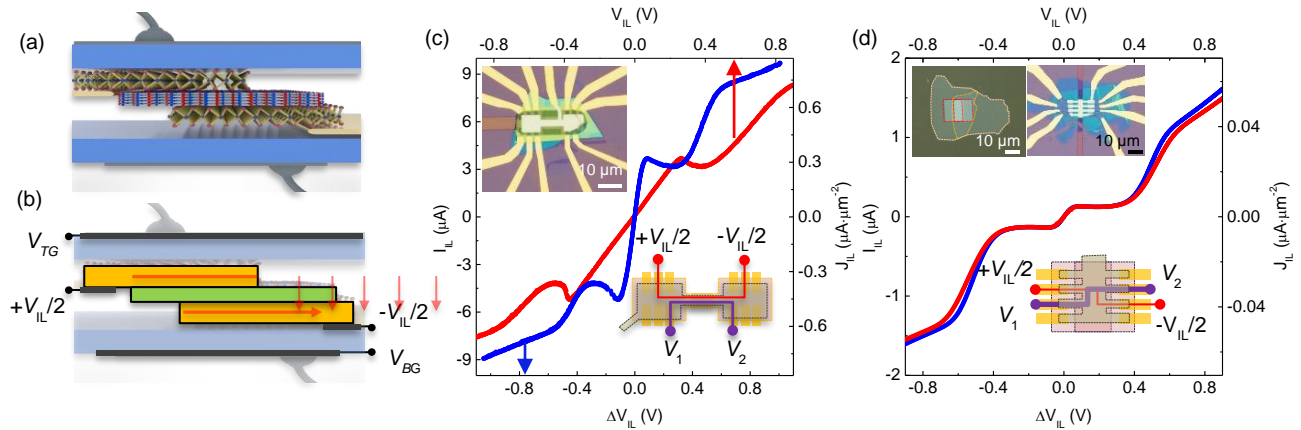 (a)
(b)
V_TG
+V_IL/2
-V_IL/2
V_BG
(c)
V_IL (V)
-0.8 -0.4 0.0 0.4 0.8
9
6
3
0
-3
-6
-9
I_IL (μA)
0.6
0.3
0.0
-0.3
-0.6
J_IL (μA·μm⁻²)
10 μm
+V_IL/2
-V_IL/2
V_1
V_2
-0.8 -0.4 0.0 0.4 0.8
ΔV_IL (V)
(d)
V_IL (V)
-0.8 -0.4 0.0 0.4 0.8
2
1
0
-1
-2
I_IL (μA)
0.04
0.00
-0.04
J_IL (μA·μm⁻²)
10 μm
10 μm
+V_IL/2
V_2
V_1
-V_IL/2
-0.8 -0.4 0.0 0.4 0.8
ΔV_IL (V)